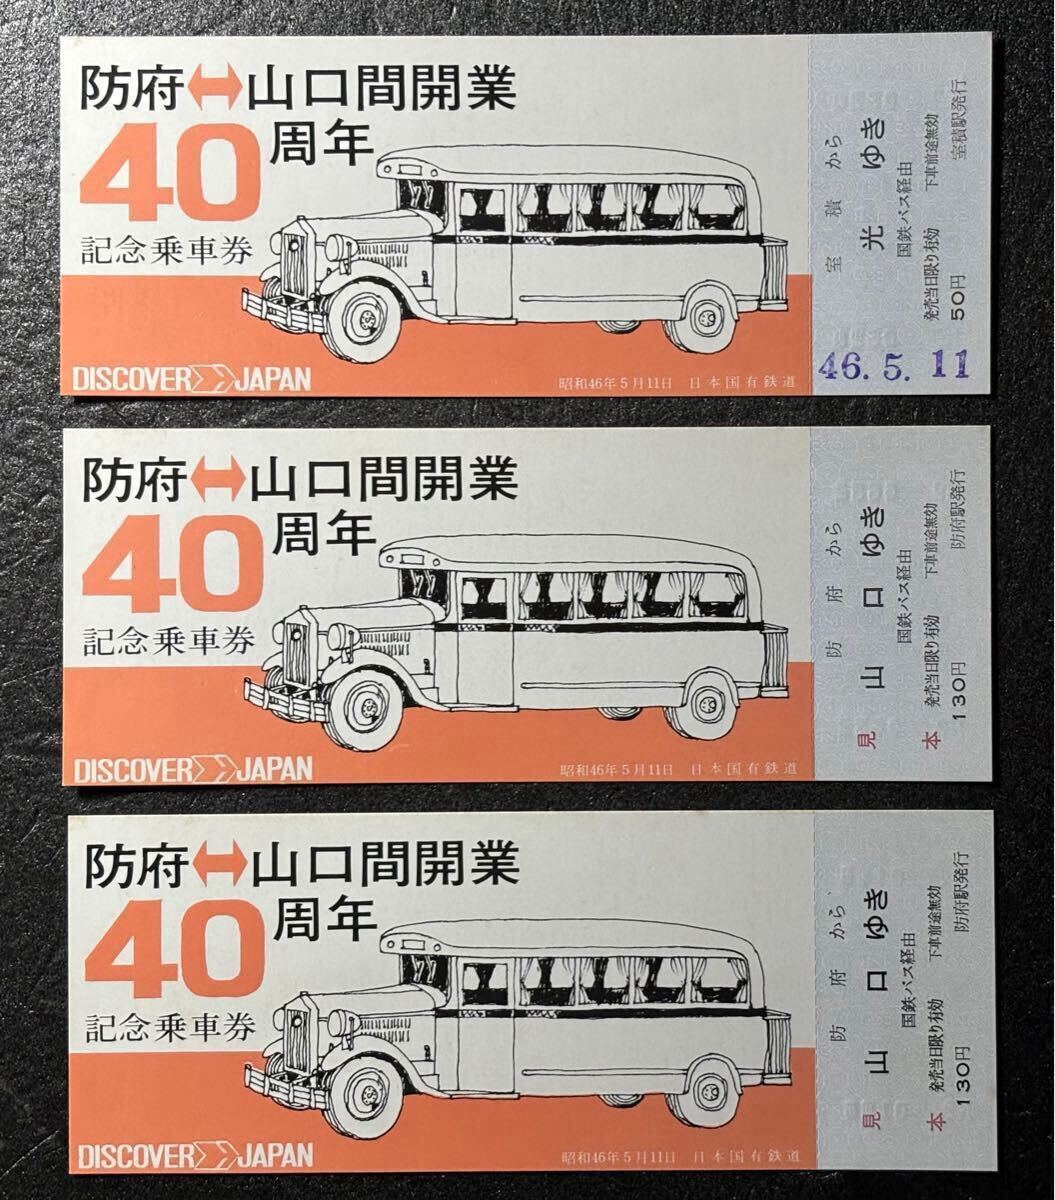 防府↔山口間開業
40周年
記念乗車券
DISCOVER JAPAN
昭和46年5月11日 日本国有鉄道
室積から
光ゆき
国鉄バス経由
発売当日限り有効 下車前途無効
50円 室積駅発行
46.5.11
防府↔山口間開業
40周年
記念乗車券
DISCOVER JAPAN
昭和46年5月11日 日本国有鉄道
防府から
山口ゆき
国鉄バス経由
発売当日限り有効 下車前途無効
130円 防府駅発行
見本
防府↔山口間開業
40周年
記念乗車券
DISCOVER JAPAN
昭和46年5月11日 日本国有鉄道
防府から
山口ゆき
国鉄バス経由
発売当日限り有効 下車前途無効
130円 防府駅発行
見本